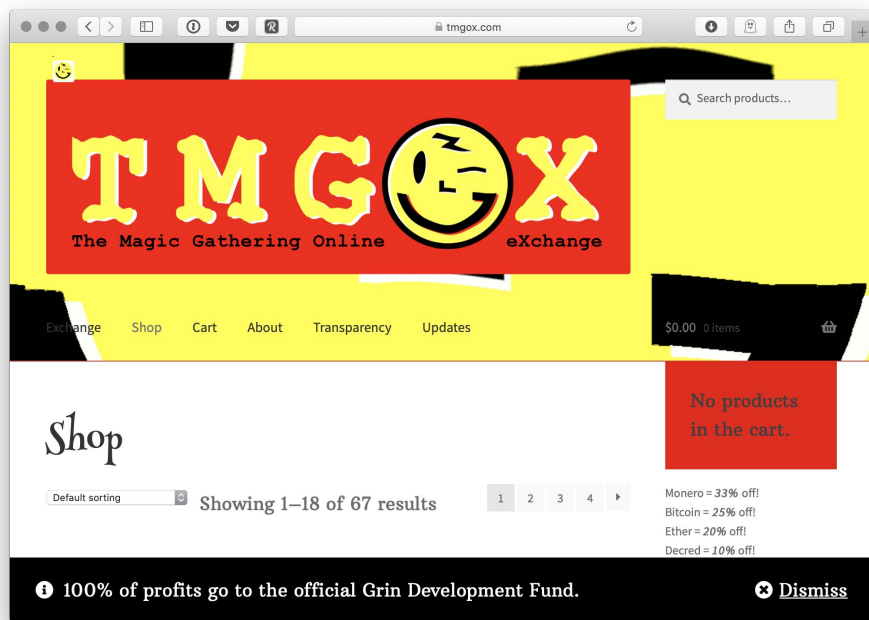 tmgox.com
Search products...
TMGOX
The Magic Gathering Online eXchange
Exchange Shop Cart About Transparency Updates
$0.00 0 items
Shop
No products
in the cart.
Default sorting
Showing 1–18 of 67 results
1 2 3 4
Monero = 33% off!
Bitcoin = 25% off!
Ether = 20% off!
Decred = 10% off!
100% of profits go to the official Grin Development Fund.
Dismiss